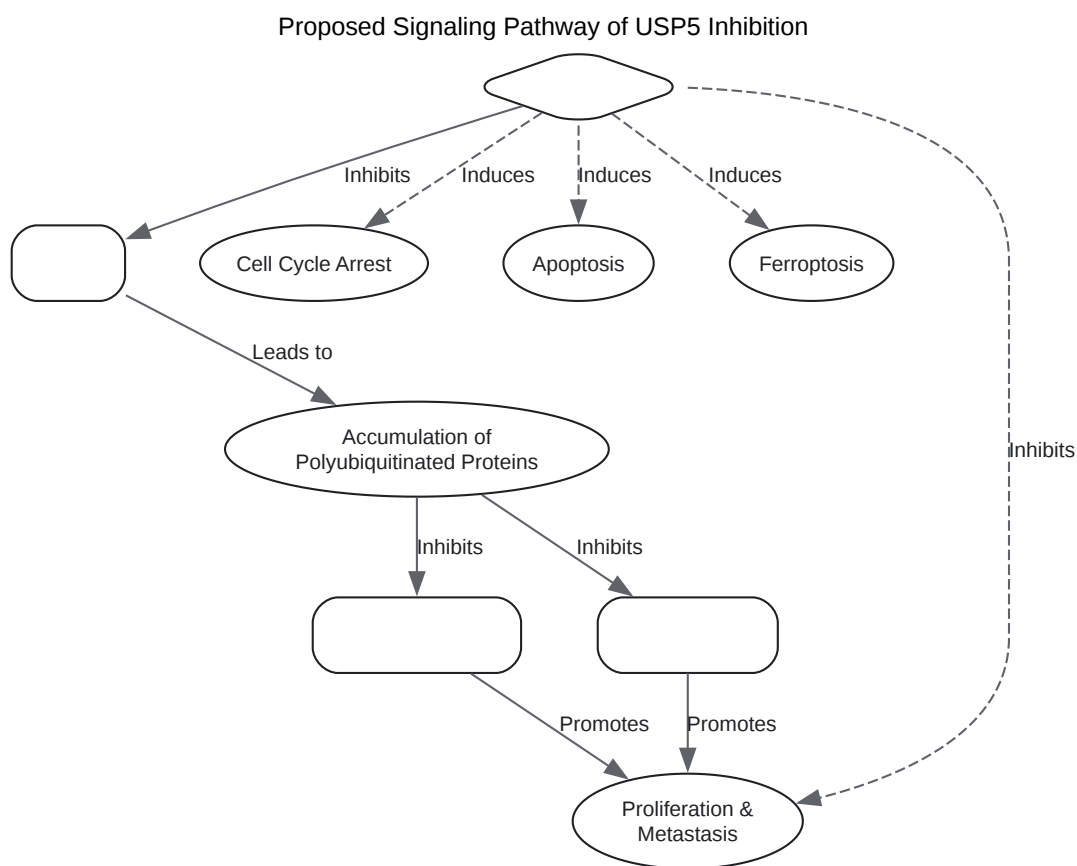 Proposed Signaling Pathway of USP5 Inhibition
Inhibits
Induces
Induces
Induces
Cell Cycle Arrest
Apoptosis
Ferroptosis
Leads to
Accumulation of
Polyubiquitinated Proteins
Inhibits
Inhibits
Inhibits
Promotes
Promotes
Proliferation &
Metastasis